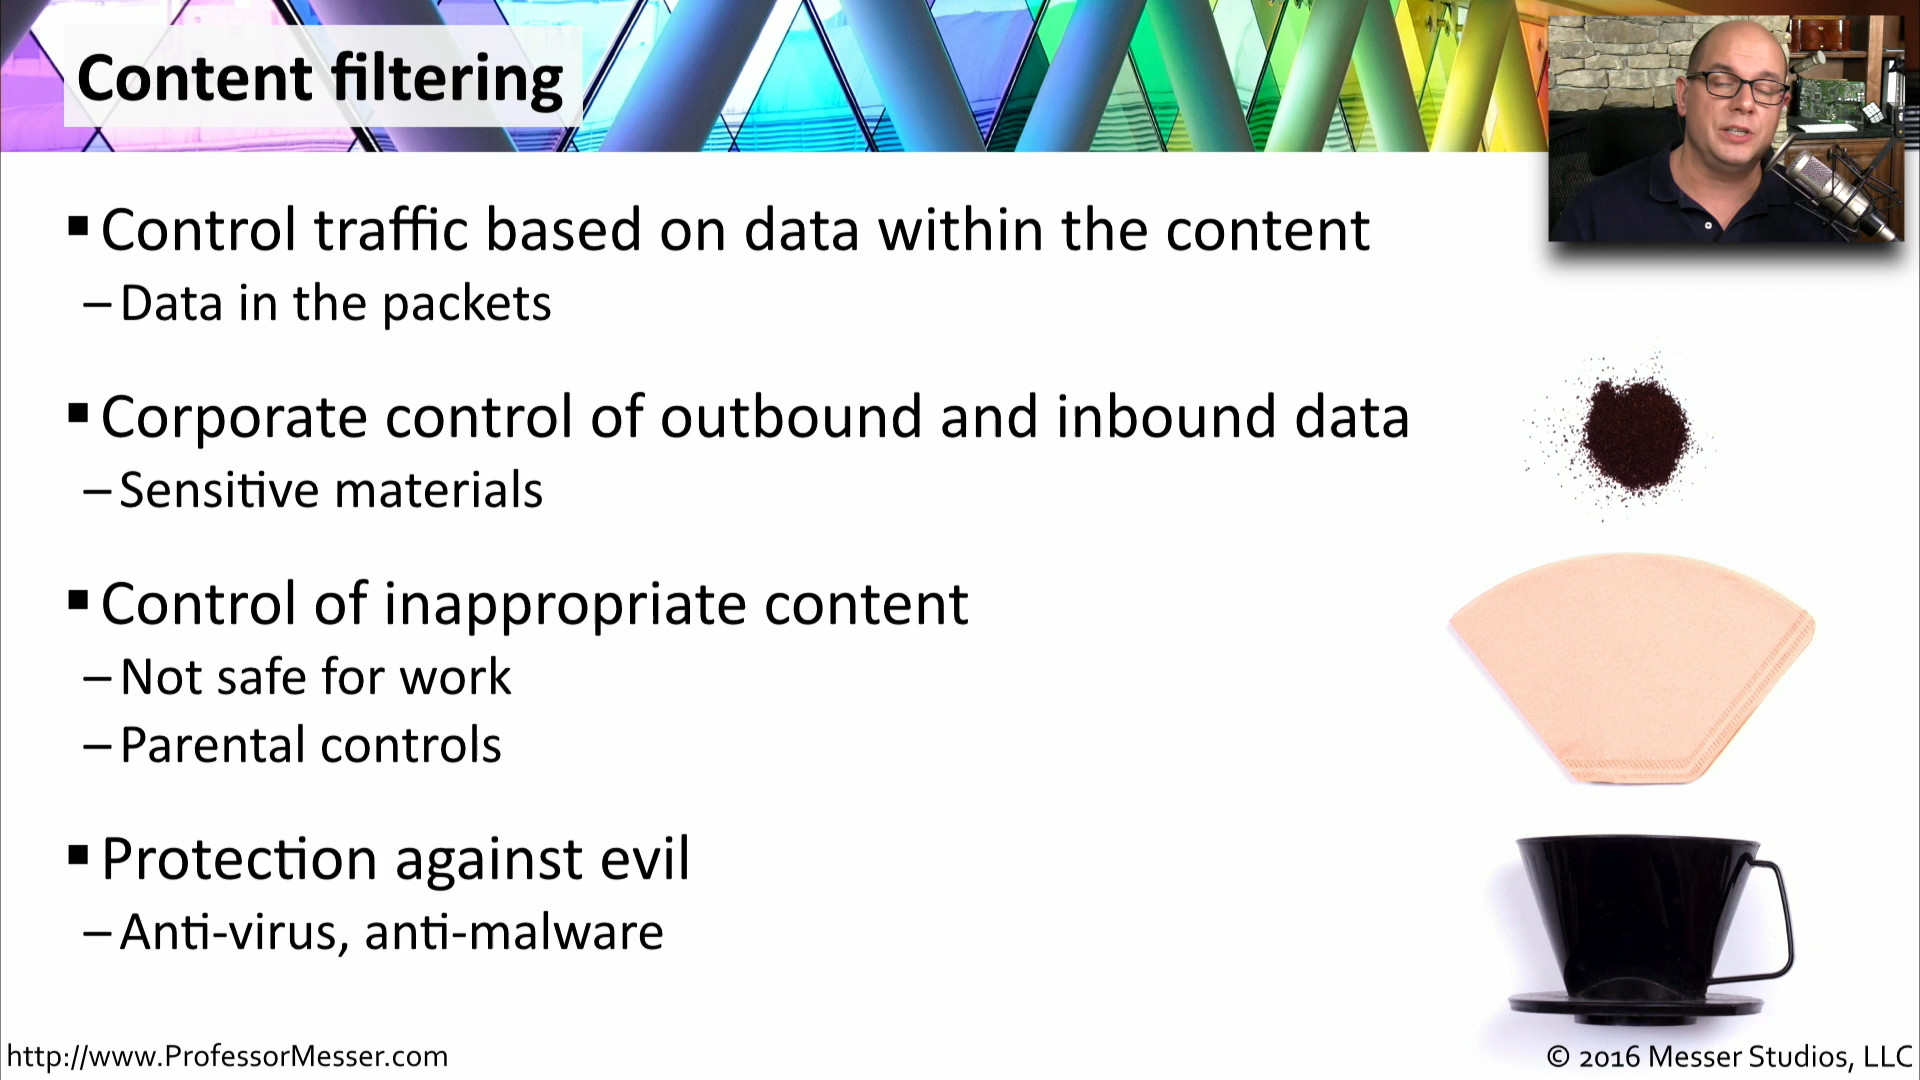 Content filtering
▪ Control traffic based on data within the content
– Data in the packets
▪ Corporate control of outbound and inbound data
– Sensitive materials
▪ Control of inappropriate content
– Not safe for work
– Parental controls
▪ Protection against evil
– Anti-virus, anti-malware
http://www.ProfessorMesser.com
© 2016 Messer Studios, LLC